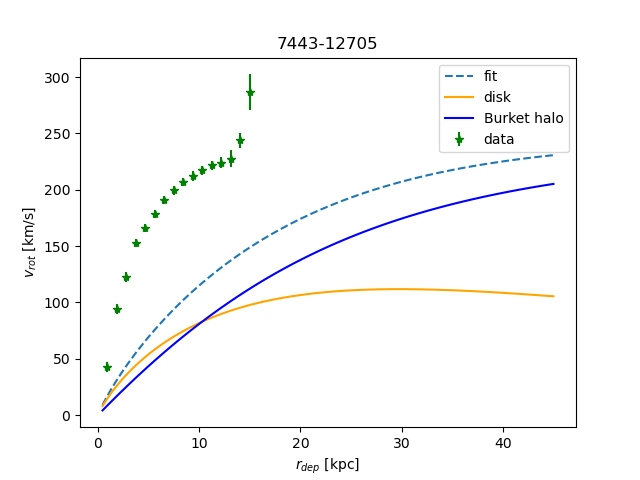 7443-12705
300
250
200
150
100
50
0
v_rot [km/s]
0 10 20 30 40
r_dep [kpc]
fit
disk
Burket halo
data